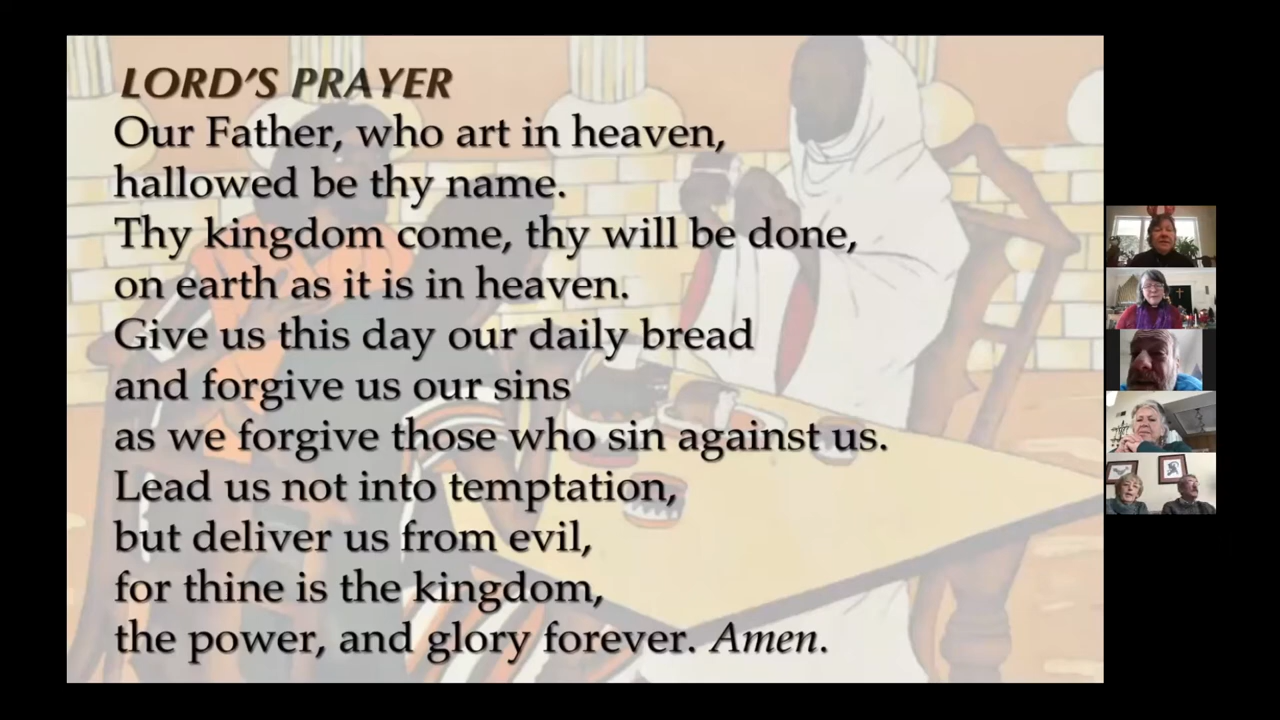 LORD’S PRAYER
Our Father, who art in heaven,
hallowed be thy name.
Thy kingdom come, thy will be done,
on earth as it is in heaven.
Give us this day our daily bread
and forgive us our sins
as we forgive those who sin against us.
Lead us not into temptation,
but deliver us from evil,
for thine is the kingdom,
the power, and glory forever. Amen.